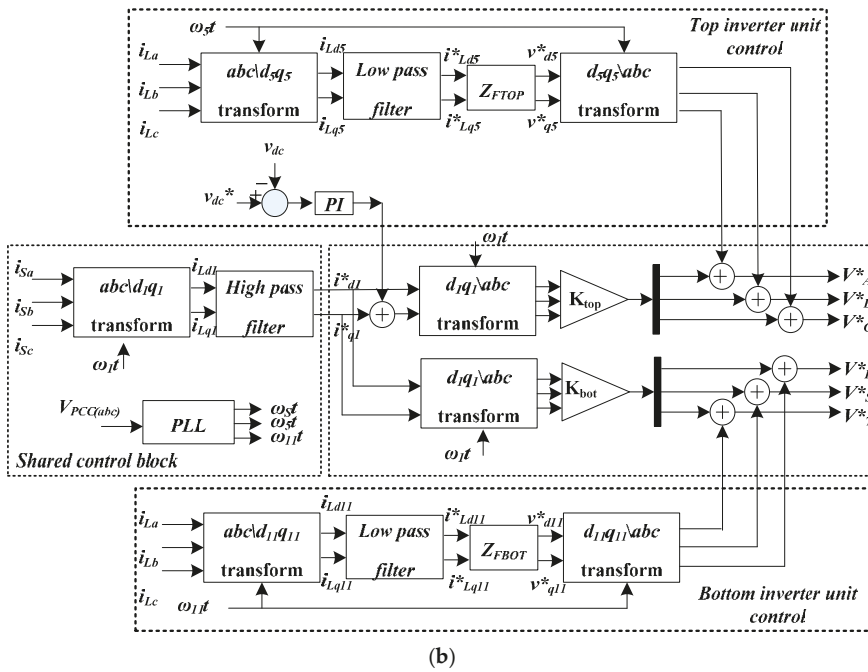 ω5t
Top inverter unit
control
iLa
iLb
iLc
abc\d5q5
transform
iLd5
iLq5
Low pass
filter
i*Ld5
i*Lq5
ZFTOP
v*d5
v*q5
d5q5\abc
transform
vdc
vdc*
−
+
PI
iSa
iSb
iSc
abc\d1q1
transform
ω1t
iLd1
iLq1
High pass
filter
i*d1
i*q1
+
ω1t
d1q1\abc
transform
Ktop
+
+
+
V*A
d1q1\abc
transform
ω1t
Kbot
+
+
+
VPCC(abc)
PLL
ωSt
ω5t
ω11t
Shared control block
iLa
iLb
iLc
ω11t
abc\d11q11
transform
iLd11
iLq11
Low pass
filter
i*Ld11
i*Lq11
ZFBOT
v*d11
v*q11
d11q11\abc
transform
Bottom inverter unit
control
(b)